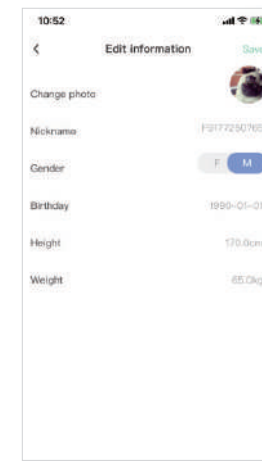 10:52
Edit information Save
Change photo
Nickname
Gender F M
Birthday 1990-01-01
Height 170.0cm
Weight 65.0kg